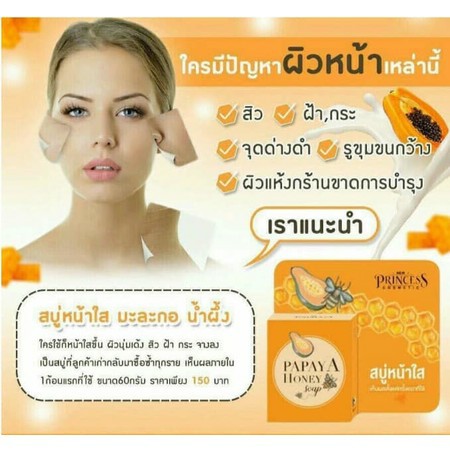 ใครมีปัญหาผิวหน้าเหล่านี้
สิว ฝ้า,กระ
จุดด่างดำ รูขุมขนกว้าง
ผิวแห้งกร้านขาดการบำรุง
เราแนะนำ
สบู่หน้าใส มะละกอ น้ำผึ้ง
ใครใช้ก็หน้าใสขึ้น ผิวนุ่มเด้ง สิว ฝ้า กระ จางลง
เป็นสบู่ที่ลูกค้าเก่ากลับมาซื้อซ้ำทุกราย เห็นผลภายใน
1ก้อนแรกที่ใช้ ขนาด60กรัม ราคาเพียง 150 บาท
NEW
PRINCESS
COSMETIC
PAPAYA
HONEY
Soap
สบู่หน้าใส